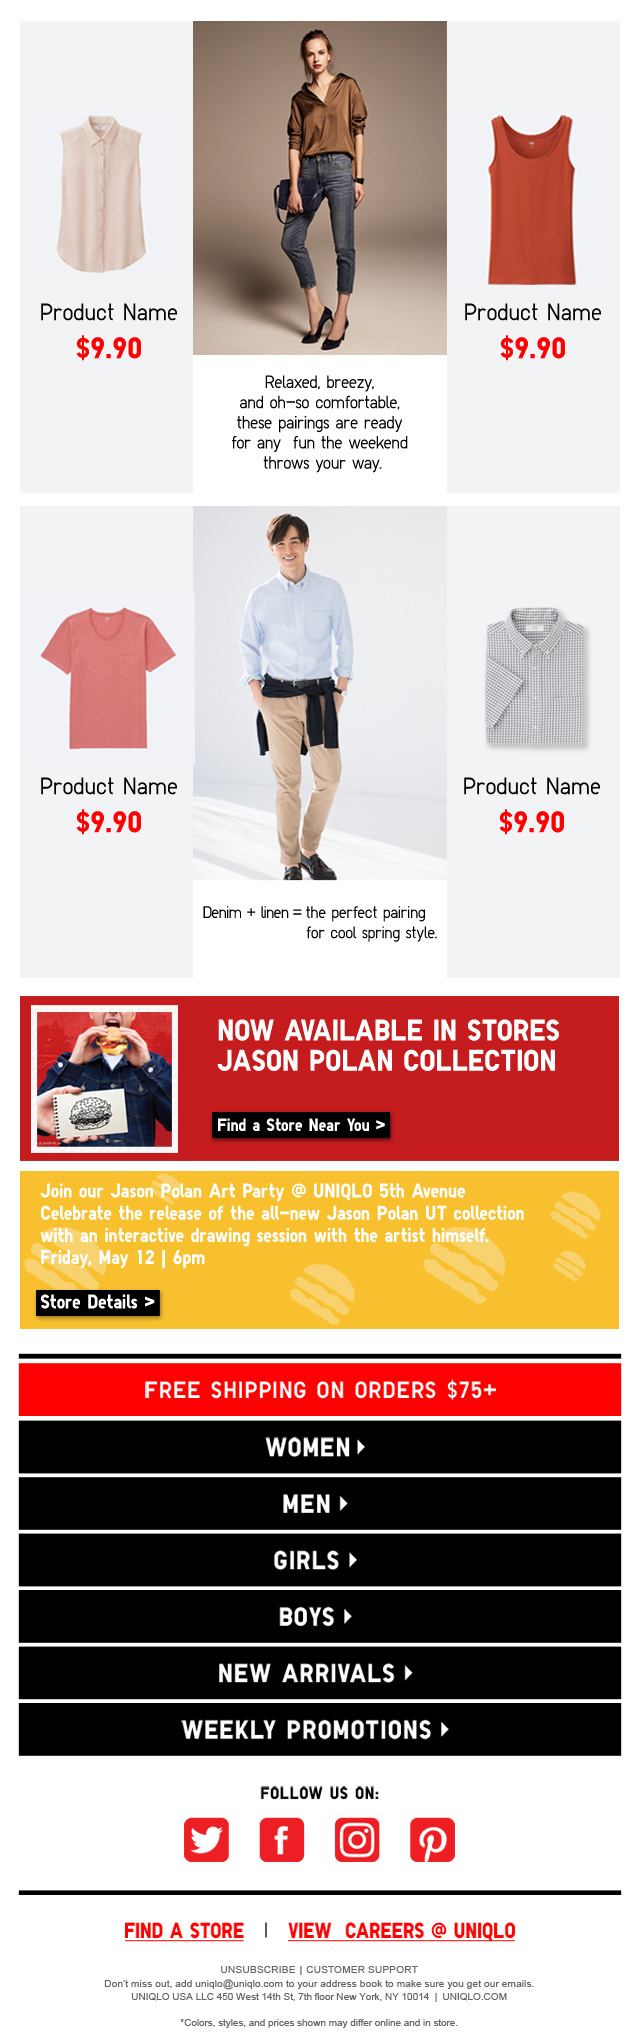 Product Name
$9.90
Product Name
$9.90
Relaxed, breezy,
and oh-so comfortable,
these pairings are ready
for any fun the weekend
throws your way.
Product Name
$9.90
Product Name
$9.90
Denim + linen = the perfect pairing
for cool spring style.
NOW AVAILABLE IN STORES
JASON POLAN COLLECTION
Find a Store Near You >
Join our Jason Polan Art Party @ UNIQLO 5th Avenue
Celebrate the release of the all-new Jason Polan UT collection
with an interactive drawing session with the artist himself.
Friday, May 12 | 6pm
Store Details >
FREE SHIPPING ON ORDERS $75+
WOMEN
MEN
GIRLS
BOYS
NEW ARRIVALS
WEEKLY PROMOTIONS
FOLLOW US ON:
FIND A STORE | VIEW CAREERS @ UNIQLO
UNSUBSCRIBE | CUSTOMER SUPPORT
Don't miss out, add uniqlo@uniqlo.com to your address book to make sure you get our emails.
UNIQLO USA LLC 450 West 14th St, 7th floor New York, NY 10014 | UNIQLO.COM
*Colors, styles, and prices shown may differ online and in store.